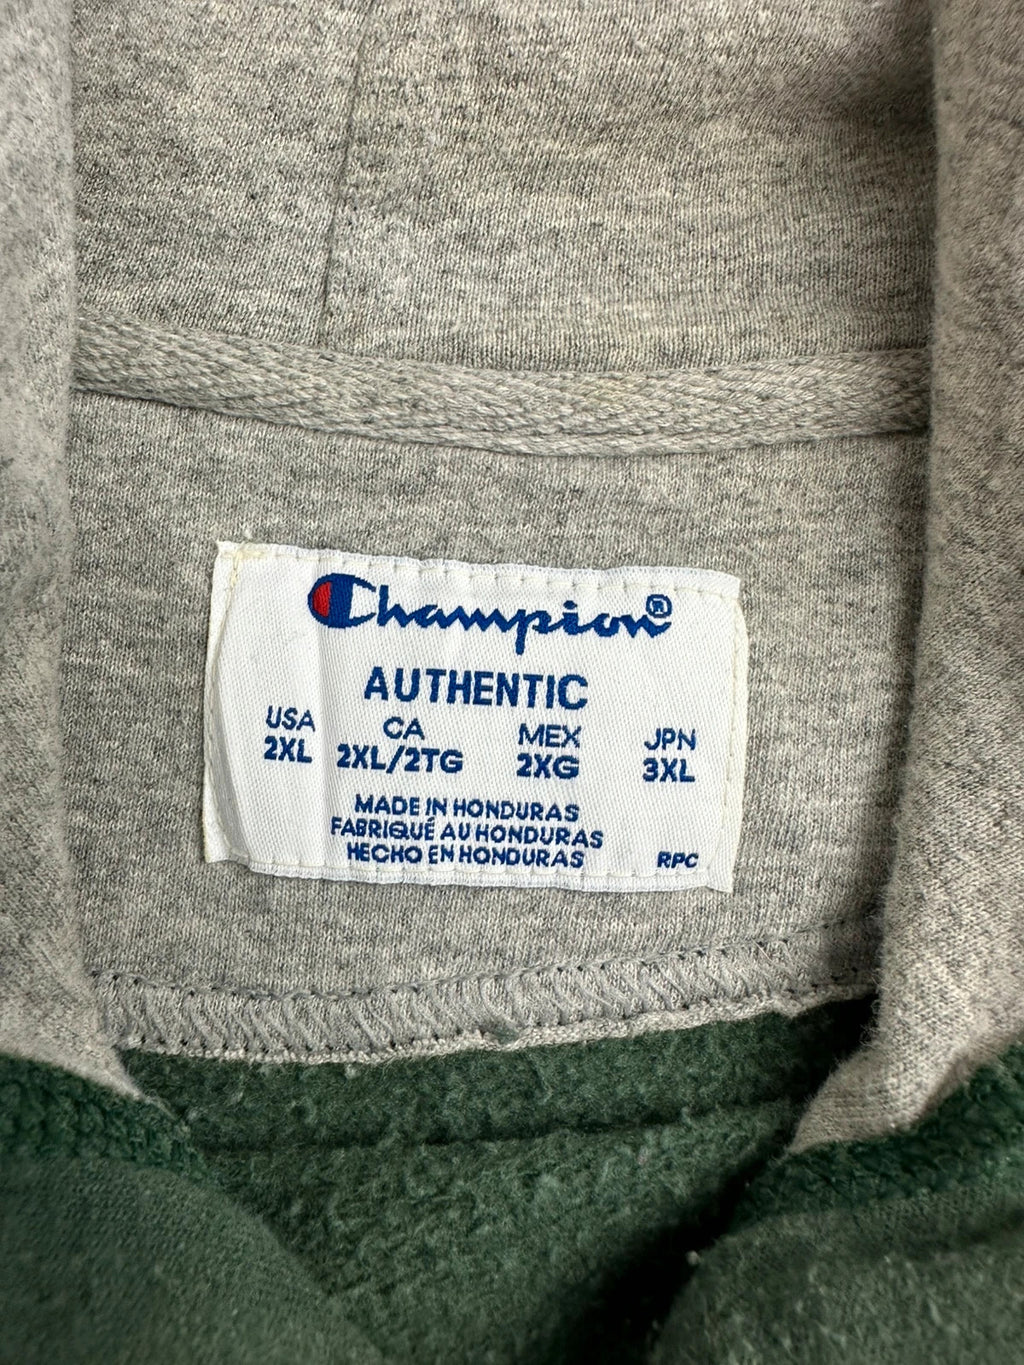 Champion®
AUTHENTIC
USA CA MEX JPN
2XL 2XL/2TG 2XG 3XL
MADE IN HONDURAS
FABRIQUÉ AU HONDURAS
HECHO EN HONDURAS RPC